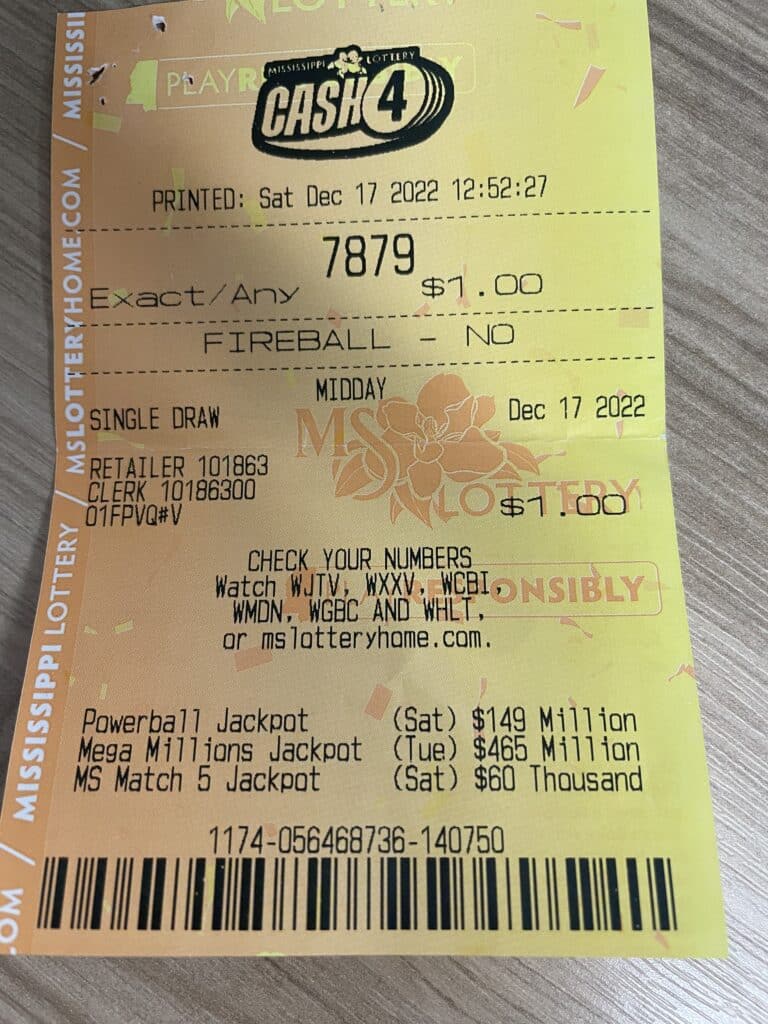 LOTTERY
PLAY
MISSISSIPPI LOTTERY
CASH 4
PRINTED: Sat Dec 17 2022 12:52:27
7879
Exact/Any $1.00
FIREBALL - NO
MIDDAY
SINGLE DRAW Dec 17 2022
MS
LOTTERY
RETAILER 101863
CLERK 10186300
01FPVQ#V $1.00
CHECK YOUR NUMBERS
Watch WJTV, WXXV, WCBI,
WMDN, WGBC AND WHLT,
or mslotteryhome.com.
Powerball Jackpot (Sat) $149 Million
Mega Millions Jackpot (Tue) $465 Million
MS Match 5 Jackpot (Sat) $60 Thousand
1174-056468736-140750
.OM / MISSISSIPPI LOTTERY / MSLOTTERYHOME.COM / MISSISSI